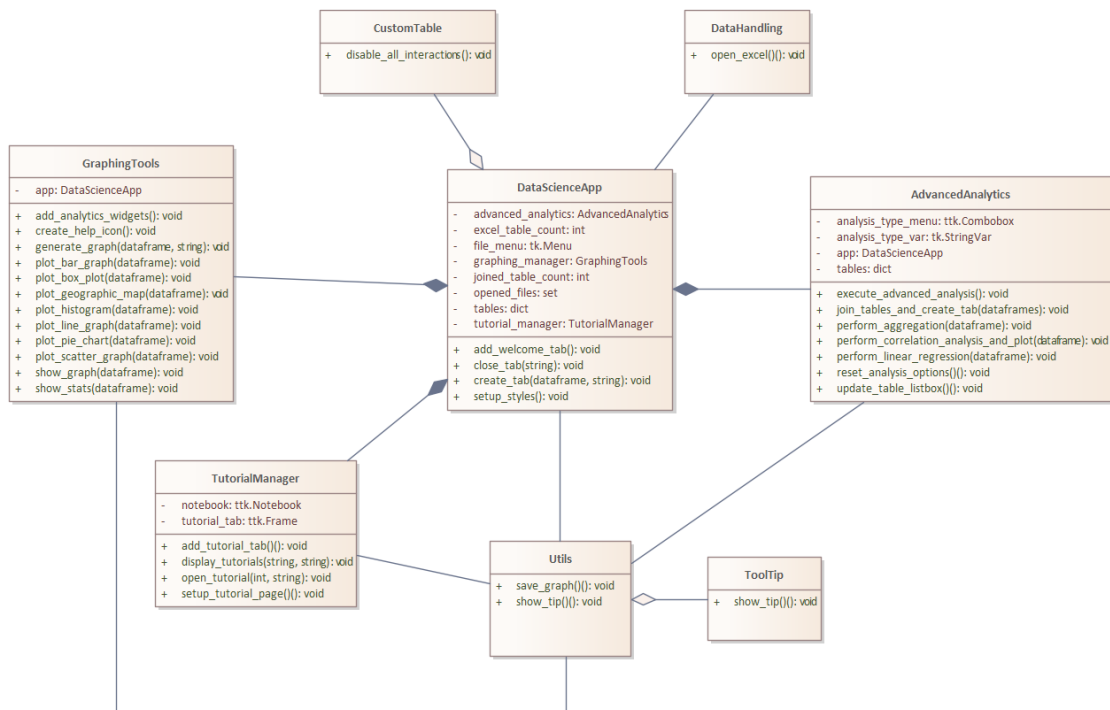 CustomTable
+ disable_all_interactions(): void
DataHandling
+ open_excel()(): void
GraphingTools
- app: DataScienceApp
+ add_analytics_widgets(): void
+ create_help_icon(): void
+ generate_graph(dataframe, string): void
+ plot_bar_graph(dataframe): void
+ plot_box_plot(dataframe): void
+ plot_geographic_map(dataframe): void
+ plot_histogram(dataframe): void
+ plot_line_graph(dataframe): void
+ plot_pie_chart(dataframe): void
+ plot_scatter_graph(dataframe): void
+ show_graph(dataframe): void
+ show_stats(dataframe): void
DataScienceApp
- advanced_analytics: AdvancedAnalytics
- excel_table_count: int
- file_menu: tk.Menu
- graphing_manager: GraphingTools
- joined_table_count: int
- opened_files: set
- tables: dict
- tutorial_manager: TutorialManager
+ add_welcome_tab(): void
+ close_tab(string): void
+ create_tab(dataframe, string): void
+ setup_styles(): void
AdvancedAnalytics
- analysis_type_menu: ttk.Combobox
- analysis_type_var: tk.StringVar
- app: DataScienceApp
- tables: dict
+ execute_advanced_analysis(): void
+ join_tables_and_create_tab(dataframes): void
+ perform_aggregation(dataframe): void
+ perform_correlation_analysis_and_plot(dataframe): void
+ perform_linear_regression(dataframe): void
+ reset_analysis_options()(): void
+ update_table_listbox()(): void
TutorialManager
- notebook: ttk.Notebook
- tutorial_tab: ttk.Frame
+ add_tutorial_tab()(): void
+ display_tutorials(string, string): void
+ open_tutorial(int, string): void
+ setup_tutorial_page()(): void
Utils
+ save_graph()(): void
+ show_tip()(): void
ToolTip
+ show_tip()(): void